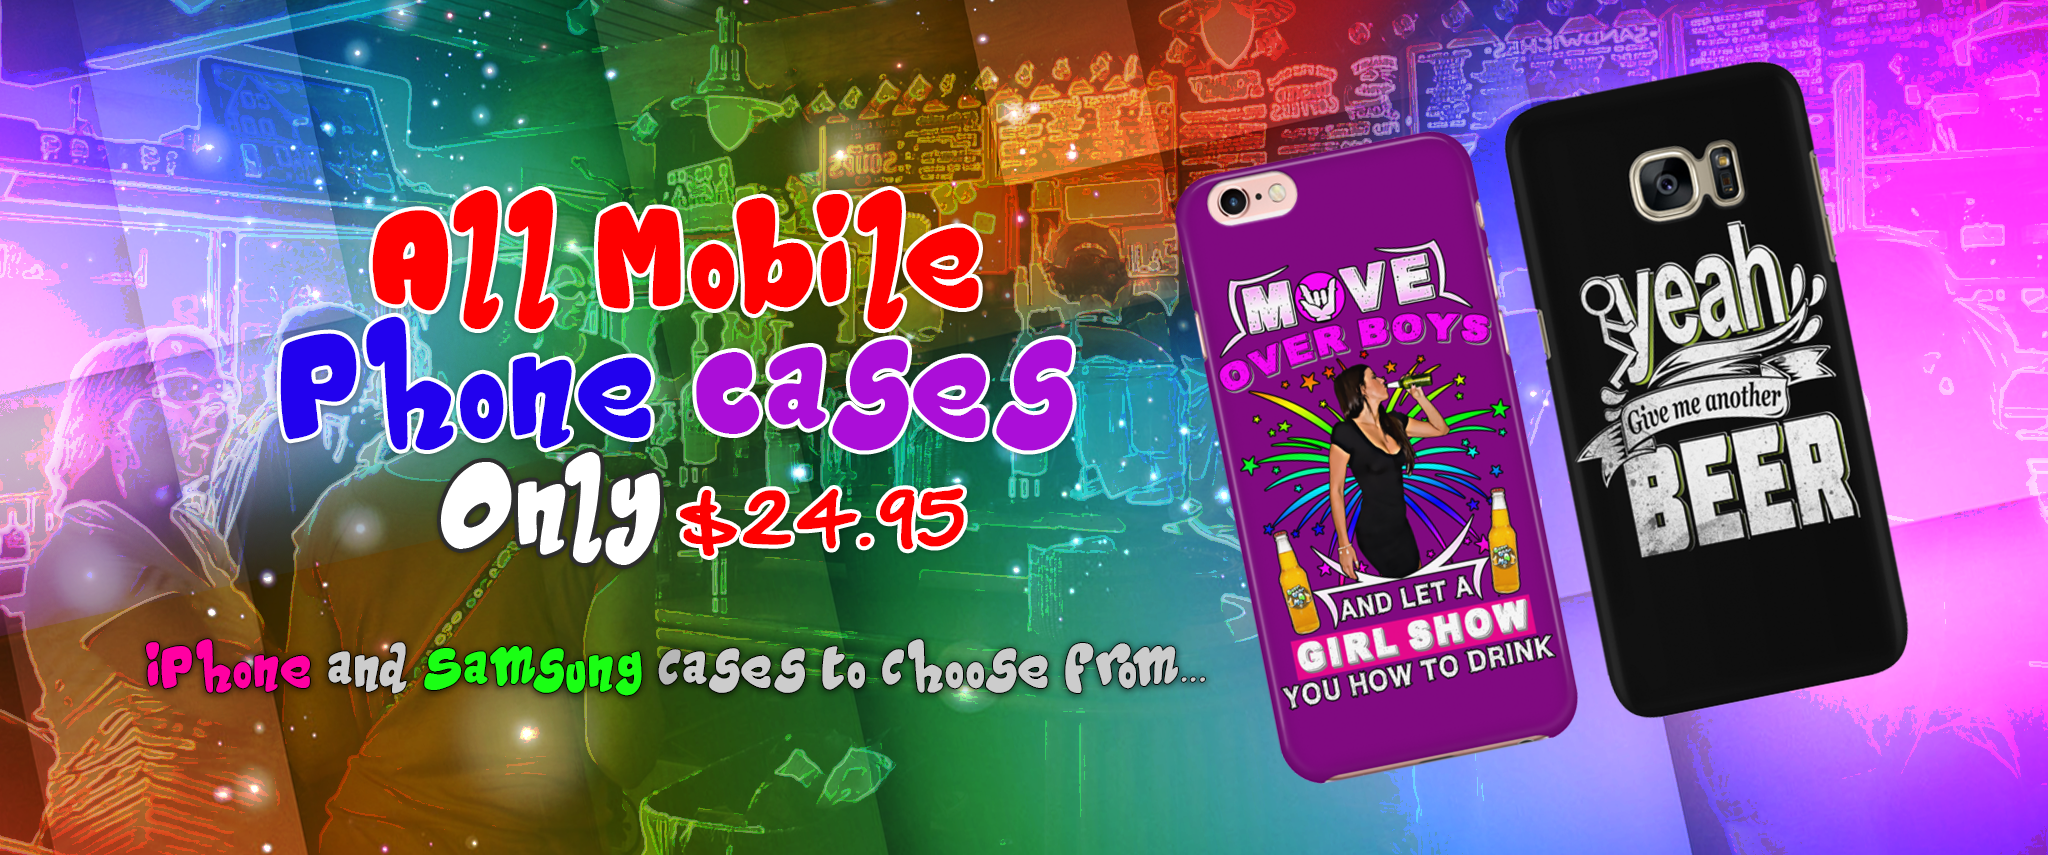 All Mobile
Phone cases
Only $24.95
iPhone and Samsung cases to choose from...
MOVE
OVER BOYS
AND LET A
GIRL SHOW
YOU HOW TO DRINK
yeah
Give me another
BEER
SANDWICHES